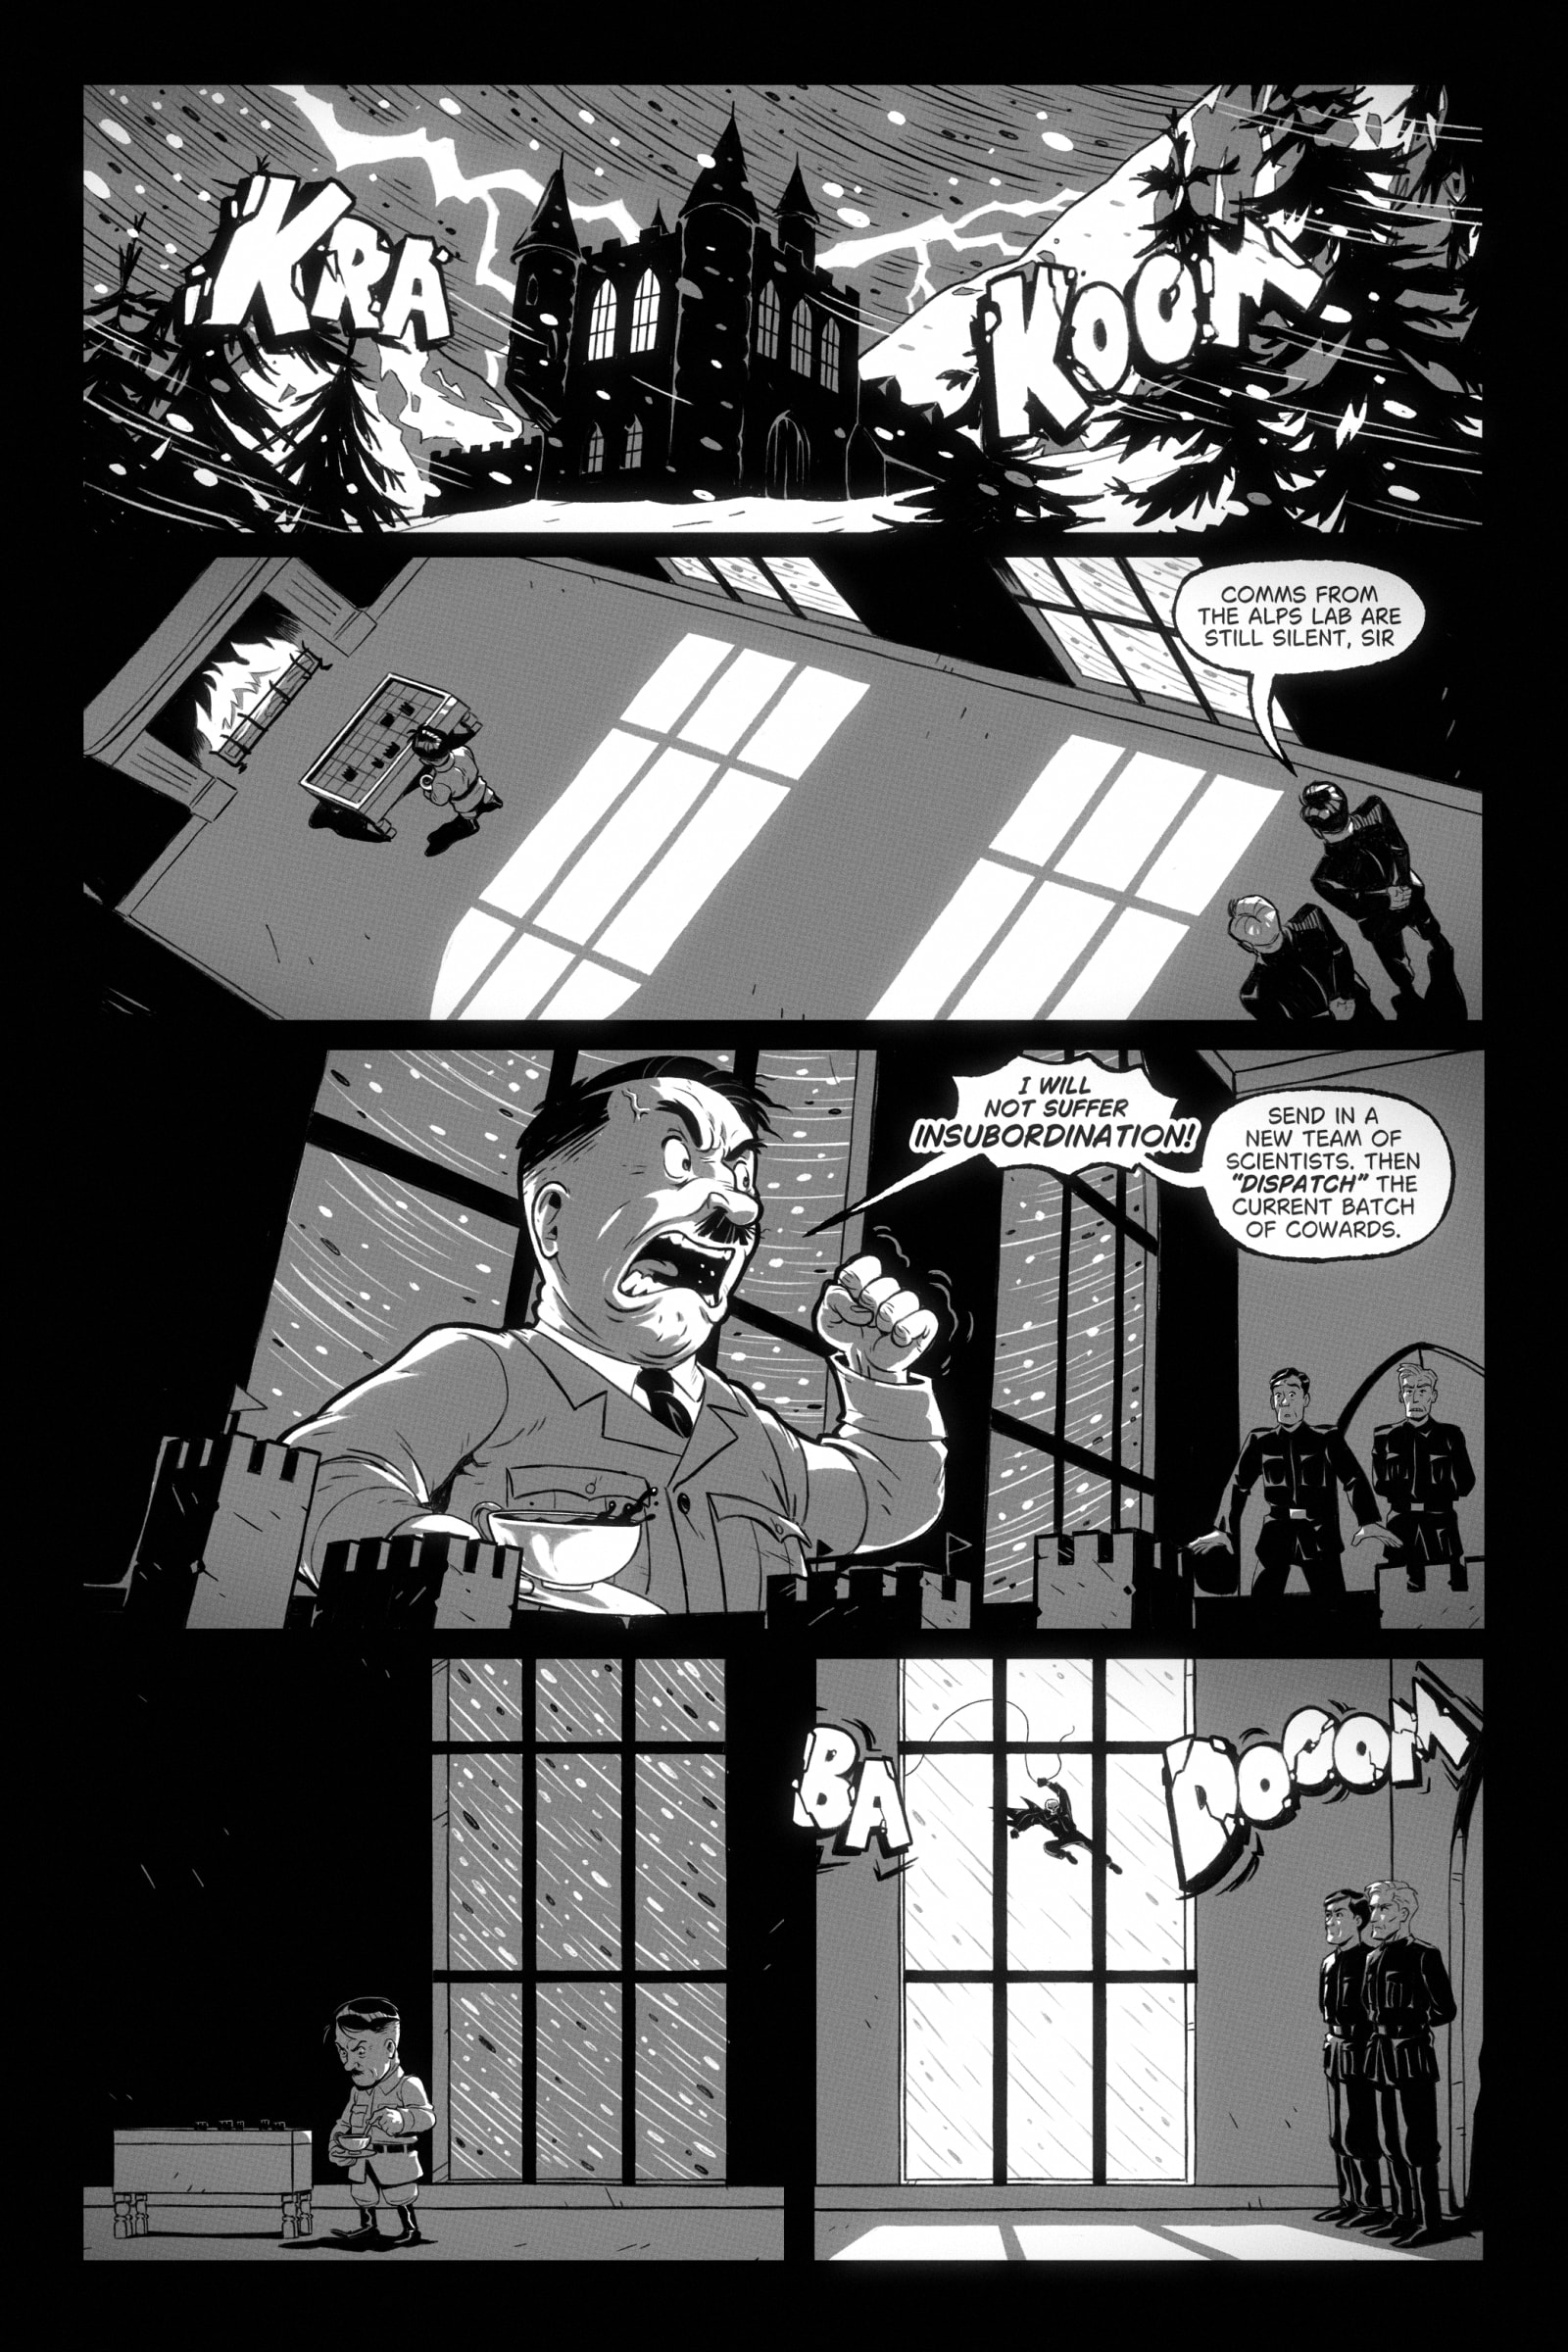 KRA
KOOM
COMMS FROM
THE ALPS LAB ARE
STILL SILENT, SIR
I WILL
NOT SUFFER
INSUBORDINATION!
SEND IN A
NEW TEAM OF
SCIENTISTS. THEN
"DISPATCH" THE
CURRENT BATCH
OF COWARDS.
BA
DOOOM